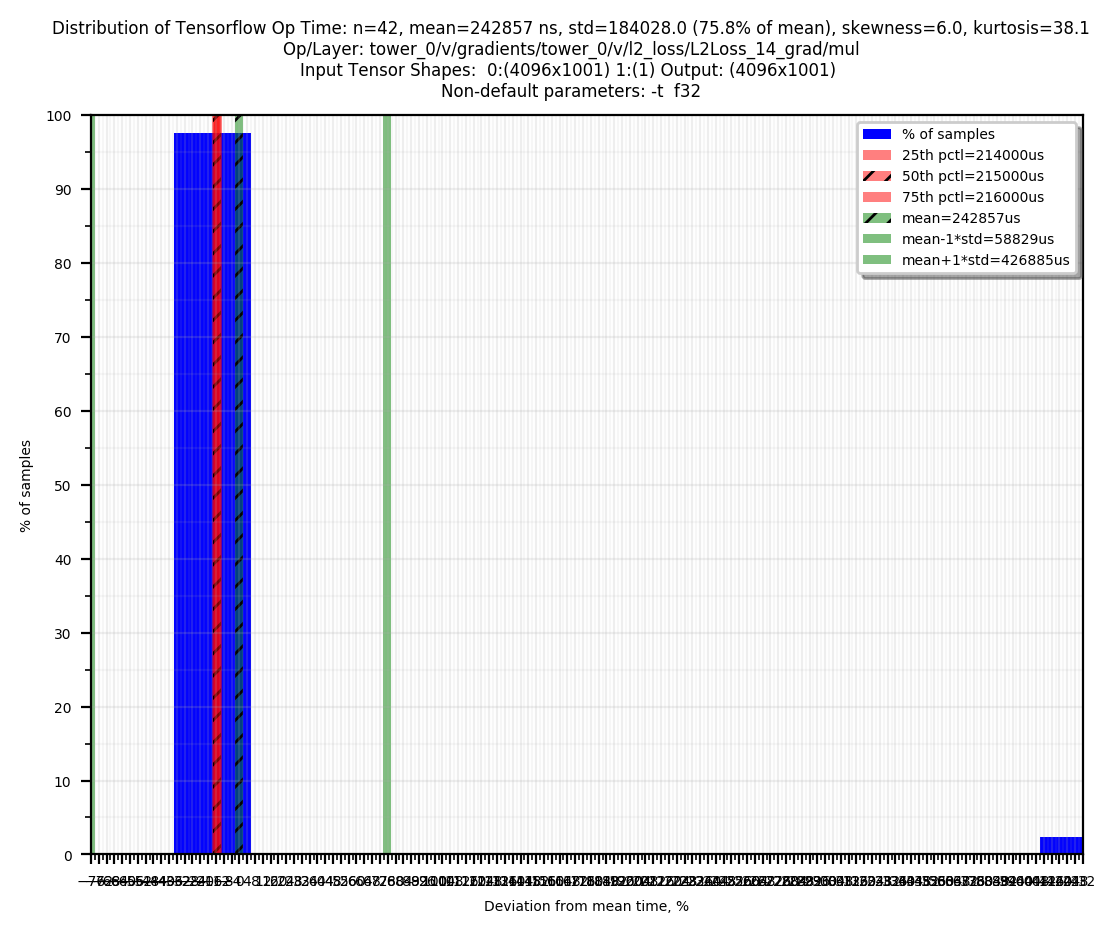 Distribution of Tensorflow Op Time: n=42, mean=242857 ns, std=184028.0 (75.8% of mean), skewness=6.0, kurtosis=38.1
Op/Layer: tower_0/v/gradients/tower_0/v/l2_loss/L2Loss_14_grad/mul
Input Tensor Shapes:  0:(4096x1001) 1:(1) Output: (4096x1001)
Non-default parameters: -t  f32
100
90
80
70
60
50
40
30
20
10
0
% of samples
% of samples
25th pctl=214000us
50th pctl=215000us
75th pctl=216000us
mean=242857us
mean-1*std=58829us
mean+1*std=426885us
Deviation from mean time, %